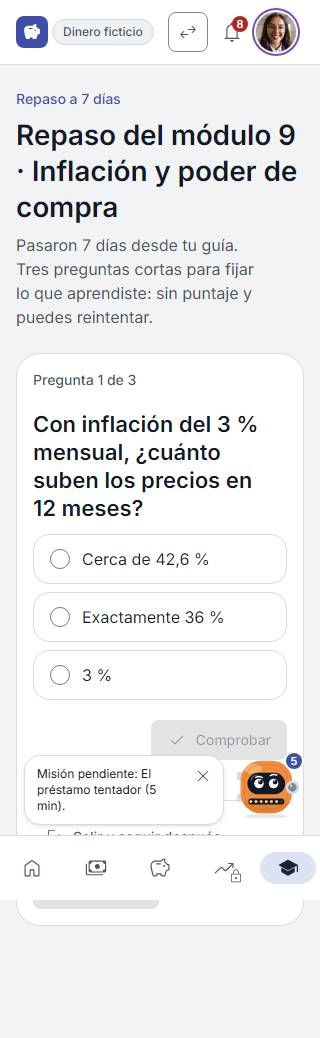 Dinero ficticio
8
Repaso a 7 días
Repaso del módulo 9
· Inflación y poder de
compra
Pasaron 7 días desde tu guía.
Tres preguntas cortas para fijar
lo que aprendiste: sin puntaje y
puedes reintentar.
Pregunta 1 de 3
Con inflación del 3 %
mensual, ¿cuánto
suben los precios en
12 meses?
Cerca de 42,6 %
Exactamente 36 %
3 %
Comprobar
Misión pendiente: El
préstamo tentador (5
min).
5
Salir y seguir después